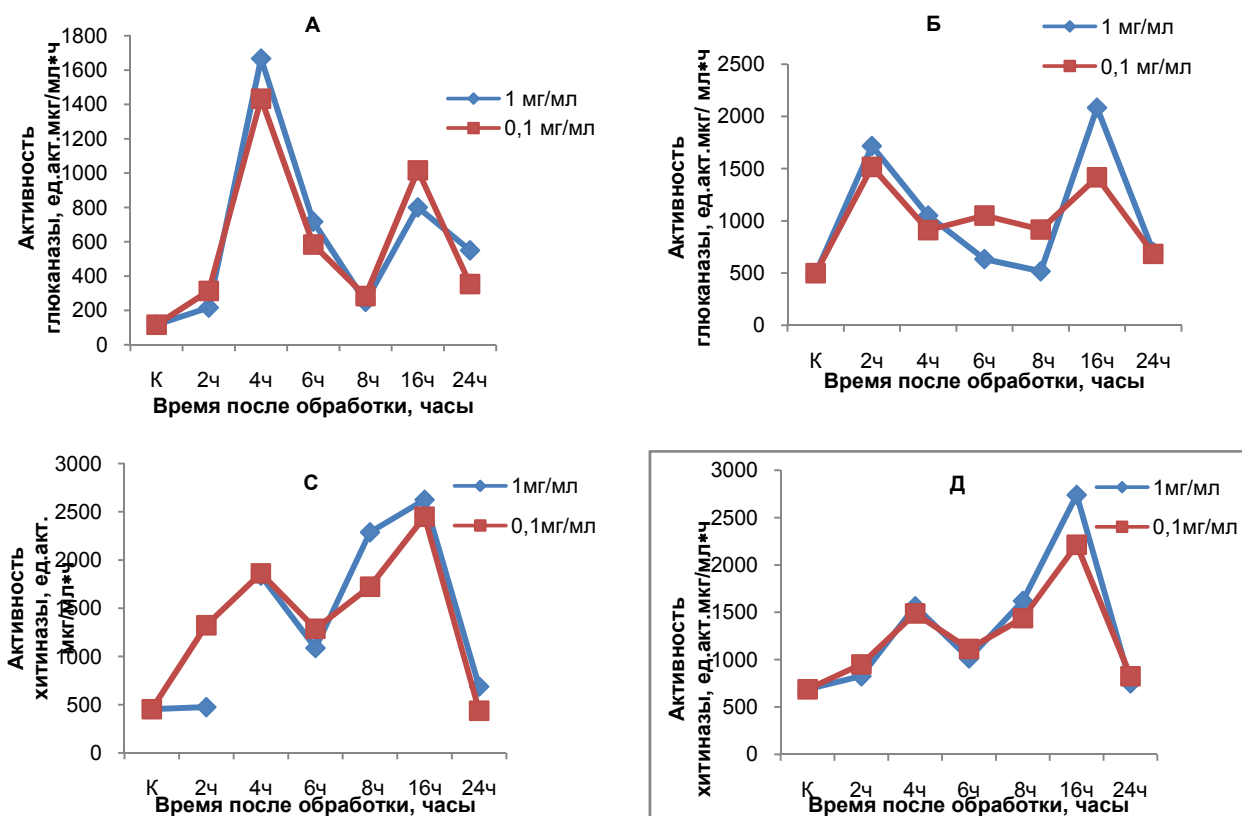 А
1 мг/мл
0,1 мг/мл
Активность
глюканазы, ед.акт.мкг/мл*ч
1800
1600
1400
1200
1000
800
600
400
200
0
К 2ч 4ч 6ч 8ч 16ч 24ч
Время после обработки, часы
Б
1 мг/мл
0,1 мг/мл
Активность
глюканазы, ед.акт.мкг/ мл*ч
2500
2000
1500
1000
500
0
К 2ч 4ч 6ч 8ч 16ч 24ч
Время после обработки, часы
С
1мг/мл
0,1мг/мл
Активность
хитиназы, ед.акт.
мкг/мл*ч
3000
2500
2000
1500
1000
500
0
К 2ч 4ч 6ч 8ч 16ч 24ч
Время после обработки, часы
Д
1мг/мл
0,1мг/мл
Активность
хитиназы, ед.акт.мкг/мл*ч
3000
2500
2000
1500
1000
500
0
К 2ч 4ч 6ч 8ч 16ч 24ч
Время после обработки, часы